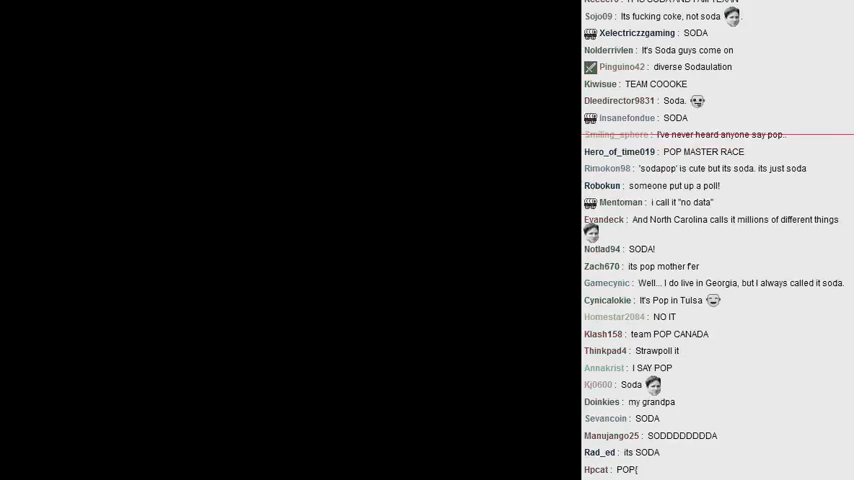 Sojo09 : Its fucking coke, not soda
Xelectriczzgaming : SODA
Nolderrivlen : It's Soda guys come on
Pinguino42 : diverse Sodaulation
Kiwisue : TEAM COOOKE
Dleedirector9831 : Soda.
insanefondue : SODA
Smiling_sphere : I've never heard anyone say pop..
Hero_of_time019 : POP MASTER RACE
Rimokon98 : 'sodapop' is cute but its soda. its just soda
Robokun : someone put up a poll!
Mentoman : i call it "no data"
Evandeck : And North Carolina calls it millions of different things
Notlad94 : SODA!
Zach670 : its pop mother f'er
Gamecynic : Well... I do live in Georgia, but I always called it soda.
Cynicalokie : It's Pop in Tulsa
Homestar2084 : NO IT
Klash158 : team POP CANADA
Thinkpad4 : Strawpoll it
Annakrist : I SAY POP
Kj0600 : Soda
Doinkies : my grandpa
Sevancoin : SODA
Manujango25 : SODDDDDDDDA
Rad_ed : its SODA
Hpcat : POP{